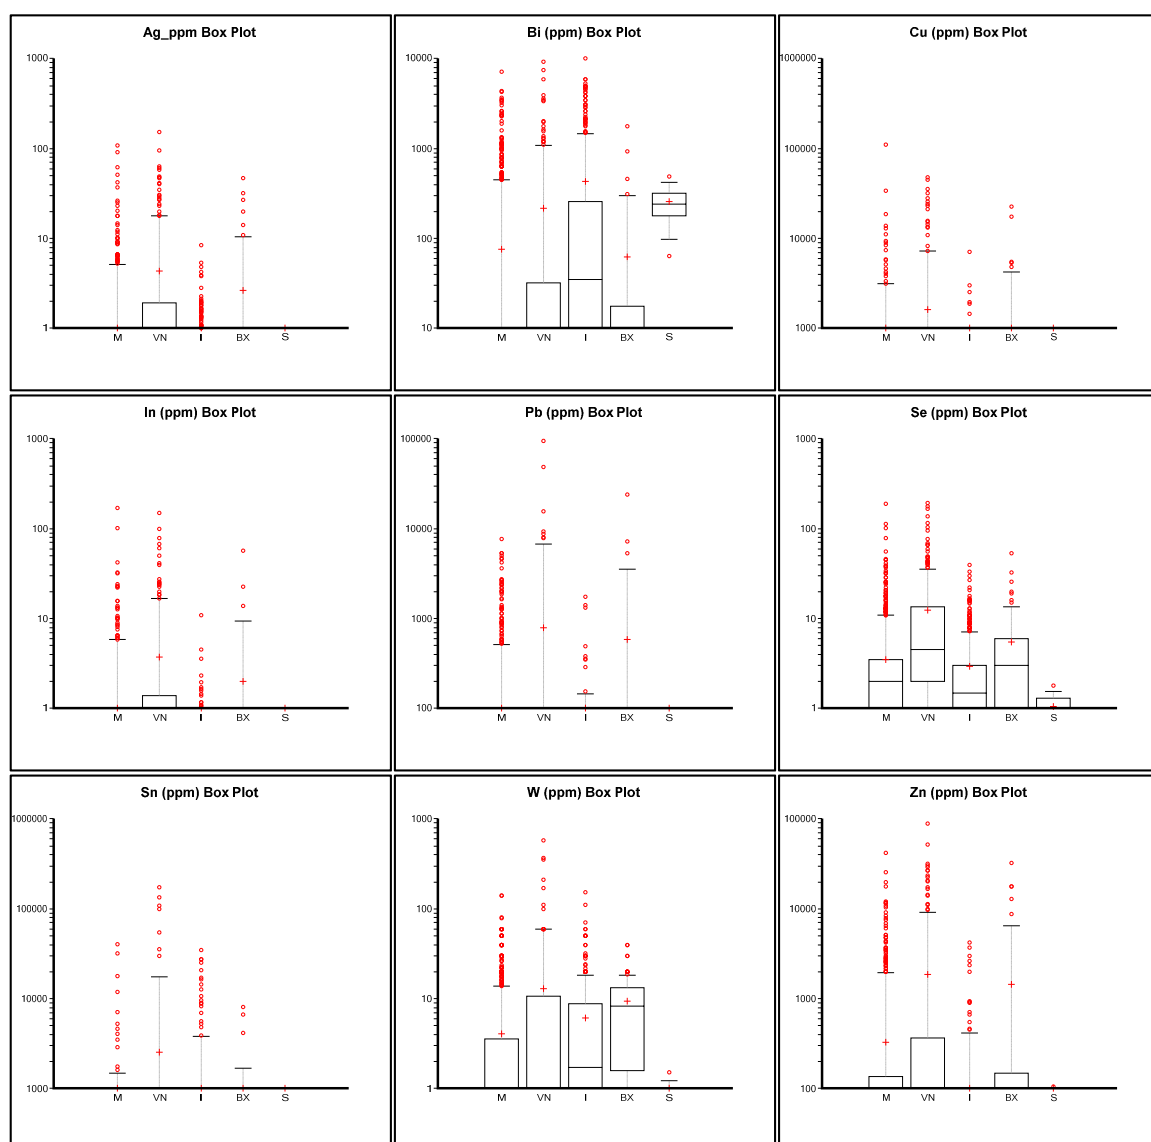 Ag_ppm Box Plot
1000
100
10
1
M VN I BX S
Bi (ppm) Box Plot
10000
1000
100
10
M VN I BX S
Cu (ppm) Box Plot
1000000
100000
10000
1000
M VN I BX S
In (ppm) Box Plot
1000
100
10
1
M VN I BX S
Pb (ppm) Box Plot
100000
10000
1000
100
M VN I BX S
Se (ppm) Box Plot
1000
100
10
1
M VN I BX S
Sn (ppm) Box Plot
1000000
100000
10000
1000
M VN I BX S
W (ppm) Box Plot
1000
100
10
1
M VN I BX S
Zn (ppm) Box Plot
100000
10000
1000
100
M VN I BX S